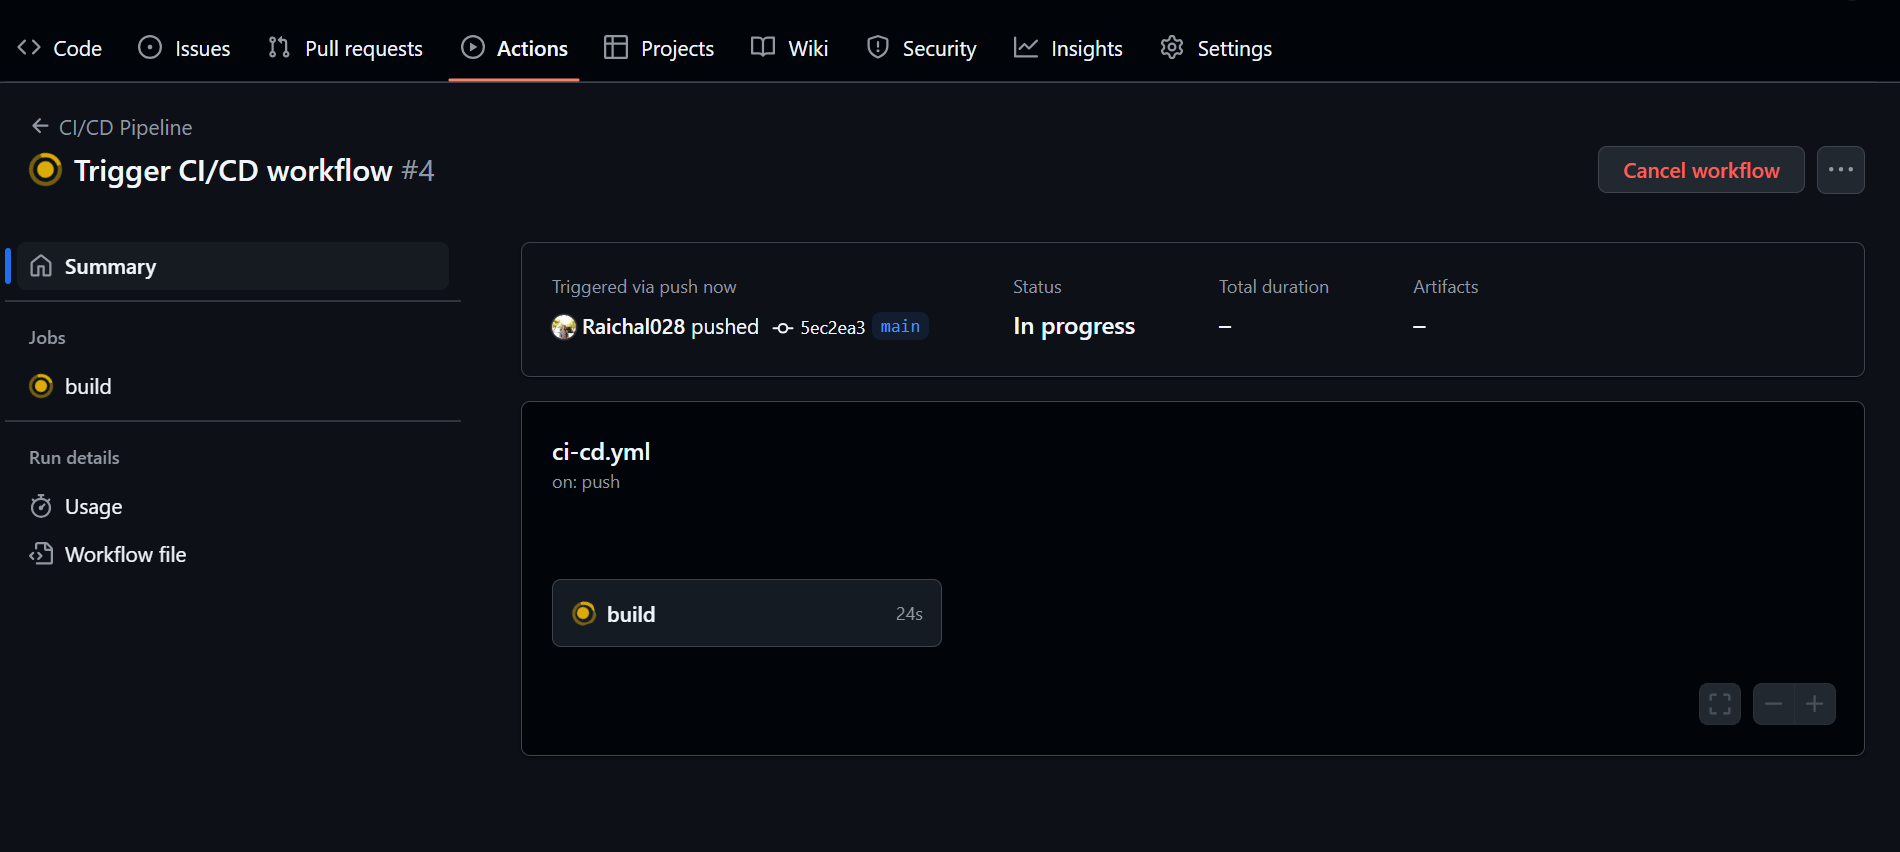 Code Issues Pull requests Actions Projects Wiki Security Insights Settings
CI/CD Pipeline
Trigger CI/CD workflow #4
Cancel workflow
Summary
Jobs
build
Run details
Usage
Workflow file
Triggered via push now
Raichal028 pushed 5ec2ea3 main
Status
In progress
Total duration
–
Artifacts
–
ci-cd.yml
on: push
build 24s